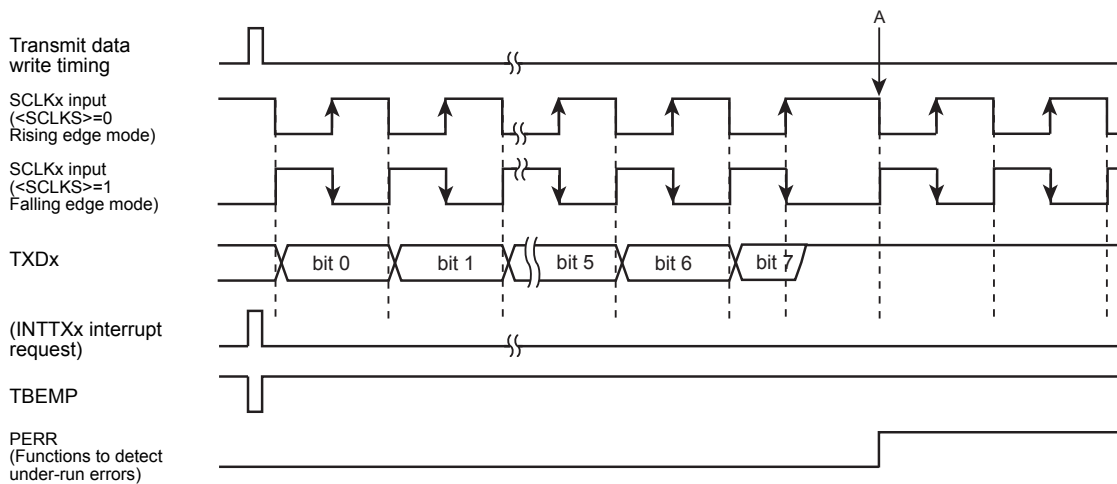 A
Transmit data
write timing
SCLKx input
(<SCLKS>=0
Rising edge mode)
SCLKx input
(<SCLKS>=1
Falling edge mode)
TXDx
bit 0
bit 1
bit 5
bit 6
bit 7
(INTTXx interrupt
request)
TBEMP
PERR
(Functions to detect
under-run errors)